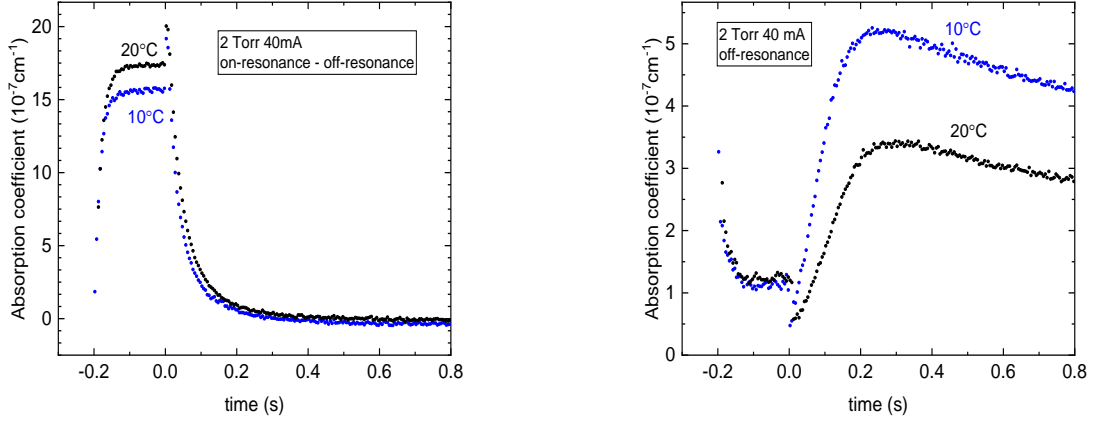 20
15
10
5
0
-0.2
0.0
0.2
0.4
0.6
0.8
time (s)
Absorption coefficient (10⁻⁷cm⁻¹)
2 Torr 40mA
on-resonance - off-resonance
20°C
10°C
5
4
3
2
1
0
-0.2
0.0
0.2
0.4
0.6
0.8
time (s)
Absorption coefficient (10⁻⁷cm⁻¹)
2 Torr 40 mA
off-resonance
10°C
20°C